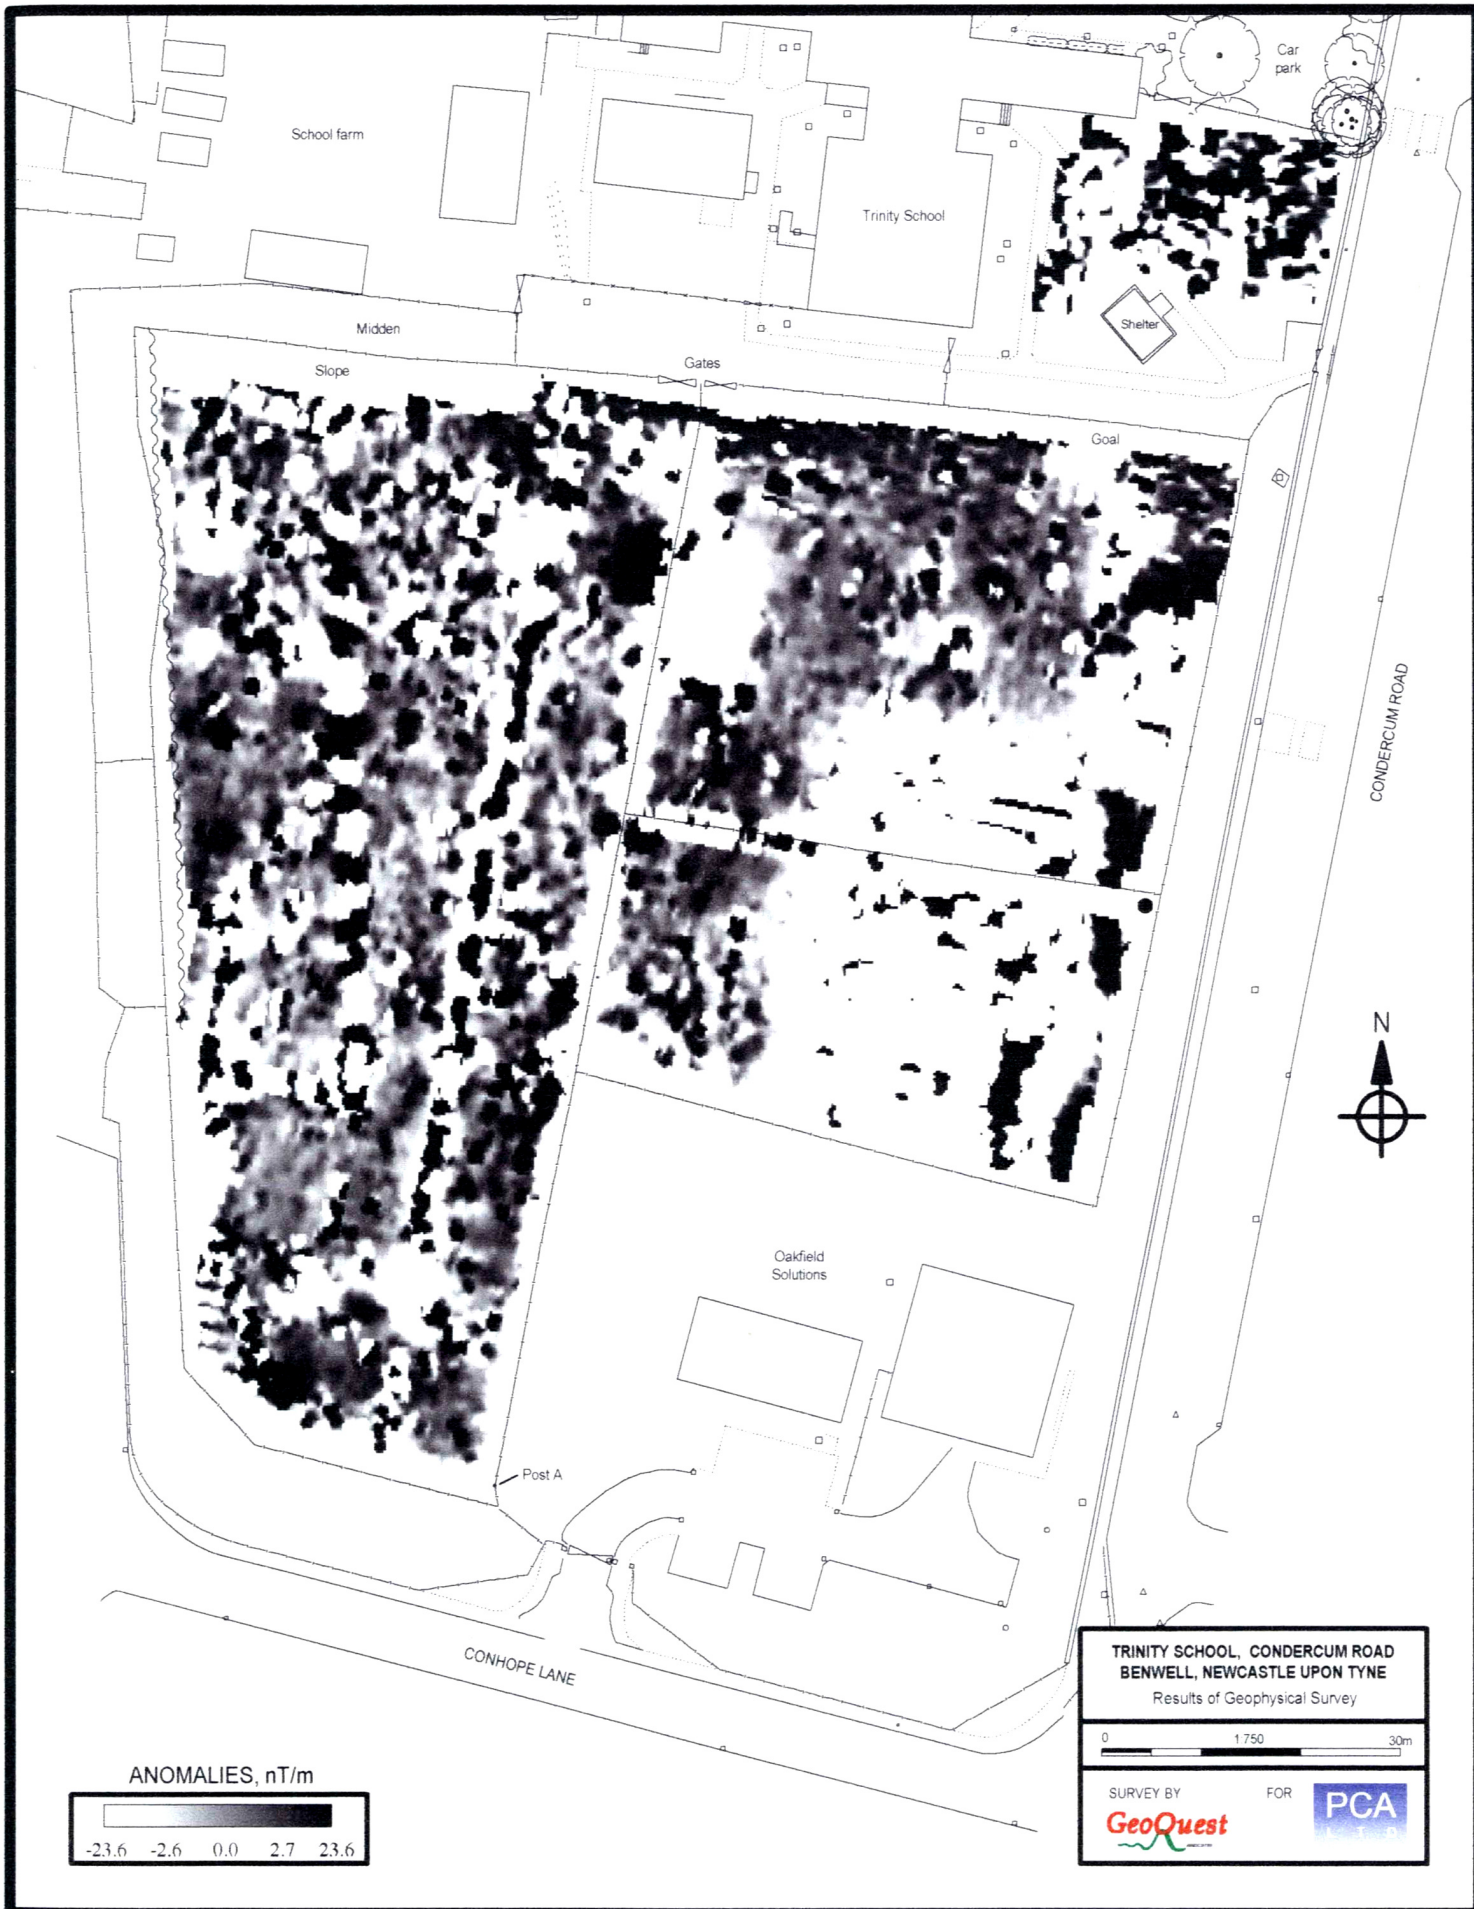 Car
park
School farm
Trinity School
Shelter
Midden
Slope
Gates
Goal
CONDERCUM ROAD
N
Oakfield
Solutions
Post A
CONHOPE LANE
TRINITY SCHOOL, CONDERCUM ROAD
BENWELL, NEWCASTLE UPON TYNE
Results of Geophysical Survey
0 1:750 30m
SURVEY BY FOR
GeoQuest
PCA
LTD
ANOMALIES, nT/m
-23.6 -2.6 0.0 2.7 23.6